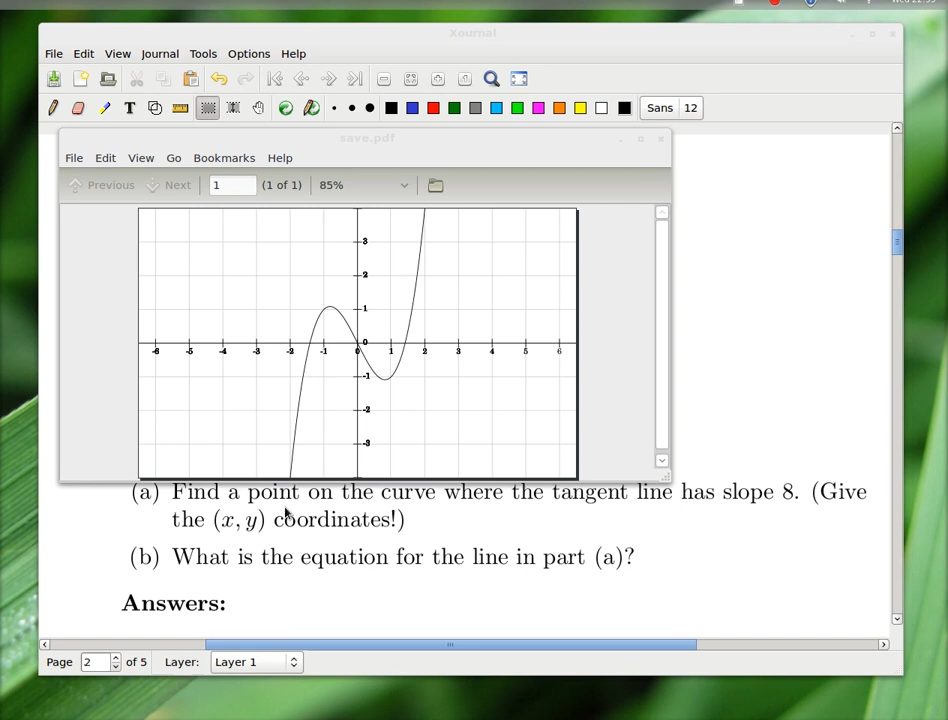 Xournal
File Edit View Journal Tools Options Help
T Sans 12
save.pdf
File Edit View Go Bookmarks Help
Previous Next 1 (1 of 1) 85%
3
2
1
0
-6 -5 -4 -3 -2 -1 0 1 2 3 4 5 6
-1
-2
-3
(a) Find a point on the curve where the tangent line has slope 8. (Give
the (x, y) coordinates!)
(b) What is the equation for the line in part (a)?
Answers:
Page 2 of 5 Layer: Layer 1